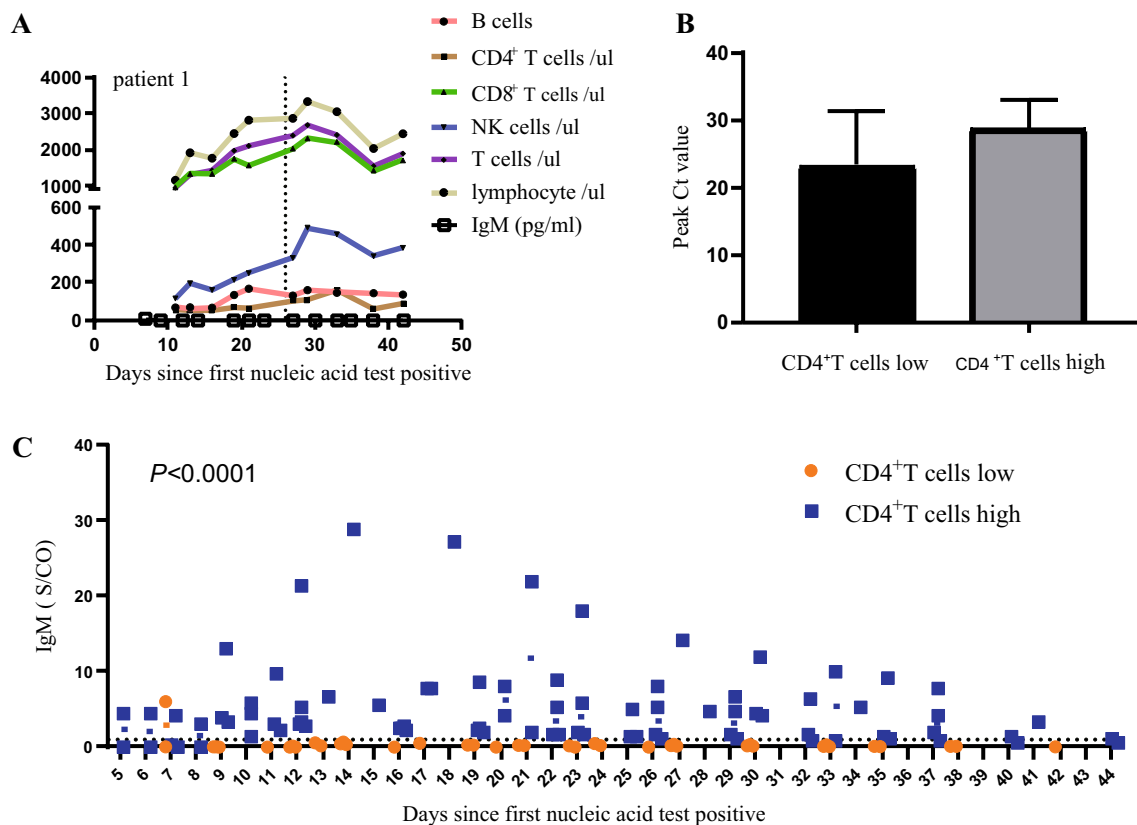 A
patient 1
4000
3000
2000
1000
600
400
200
0
0 10 20 30 40 50
Days since first nucleic acid test positive
B cells
CD4+ T cells /ul
CD8+ T cells /ul
NK cells /ul
T cells /ul
lymphocyte /ul
IgM (pg/ml)
B
Peak Ct value
40
30
20
10
0
CD4+T cells low
CD4 +T cells high
C
P<0.0001
CD4+T cells low
CD4+T cells high
IgM ( S/CO)
40
30
20
10
0
5 6 7 8 9 10 11 12 13 14 15 16 17 18 19 20 21 22 23 24 25 26 27 28 29 30 31 32 33 34 35 36 37 38 39 40 41 42 43 44
Days since first nucleic acid test positive